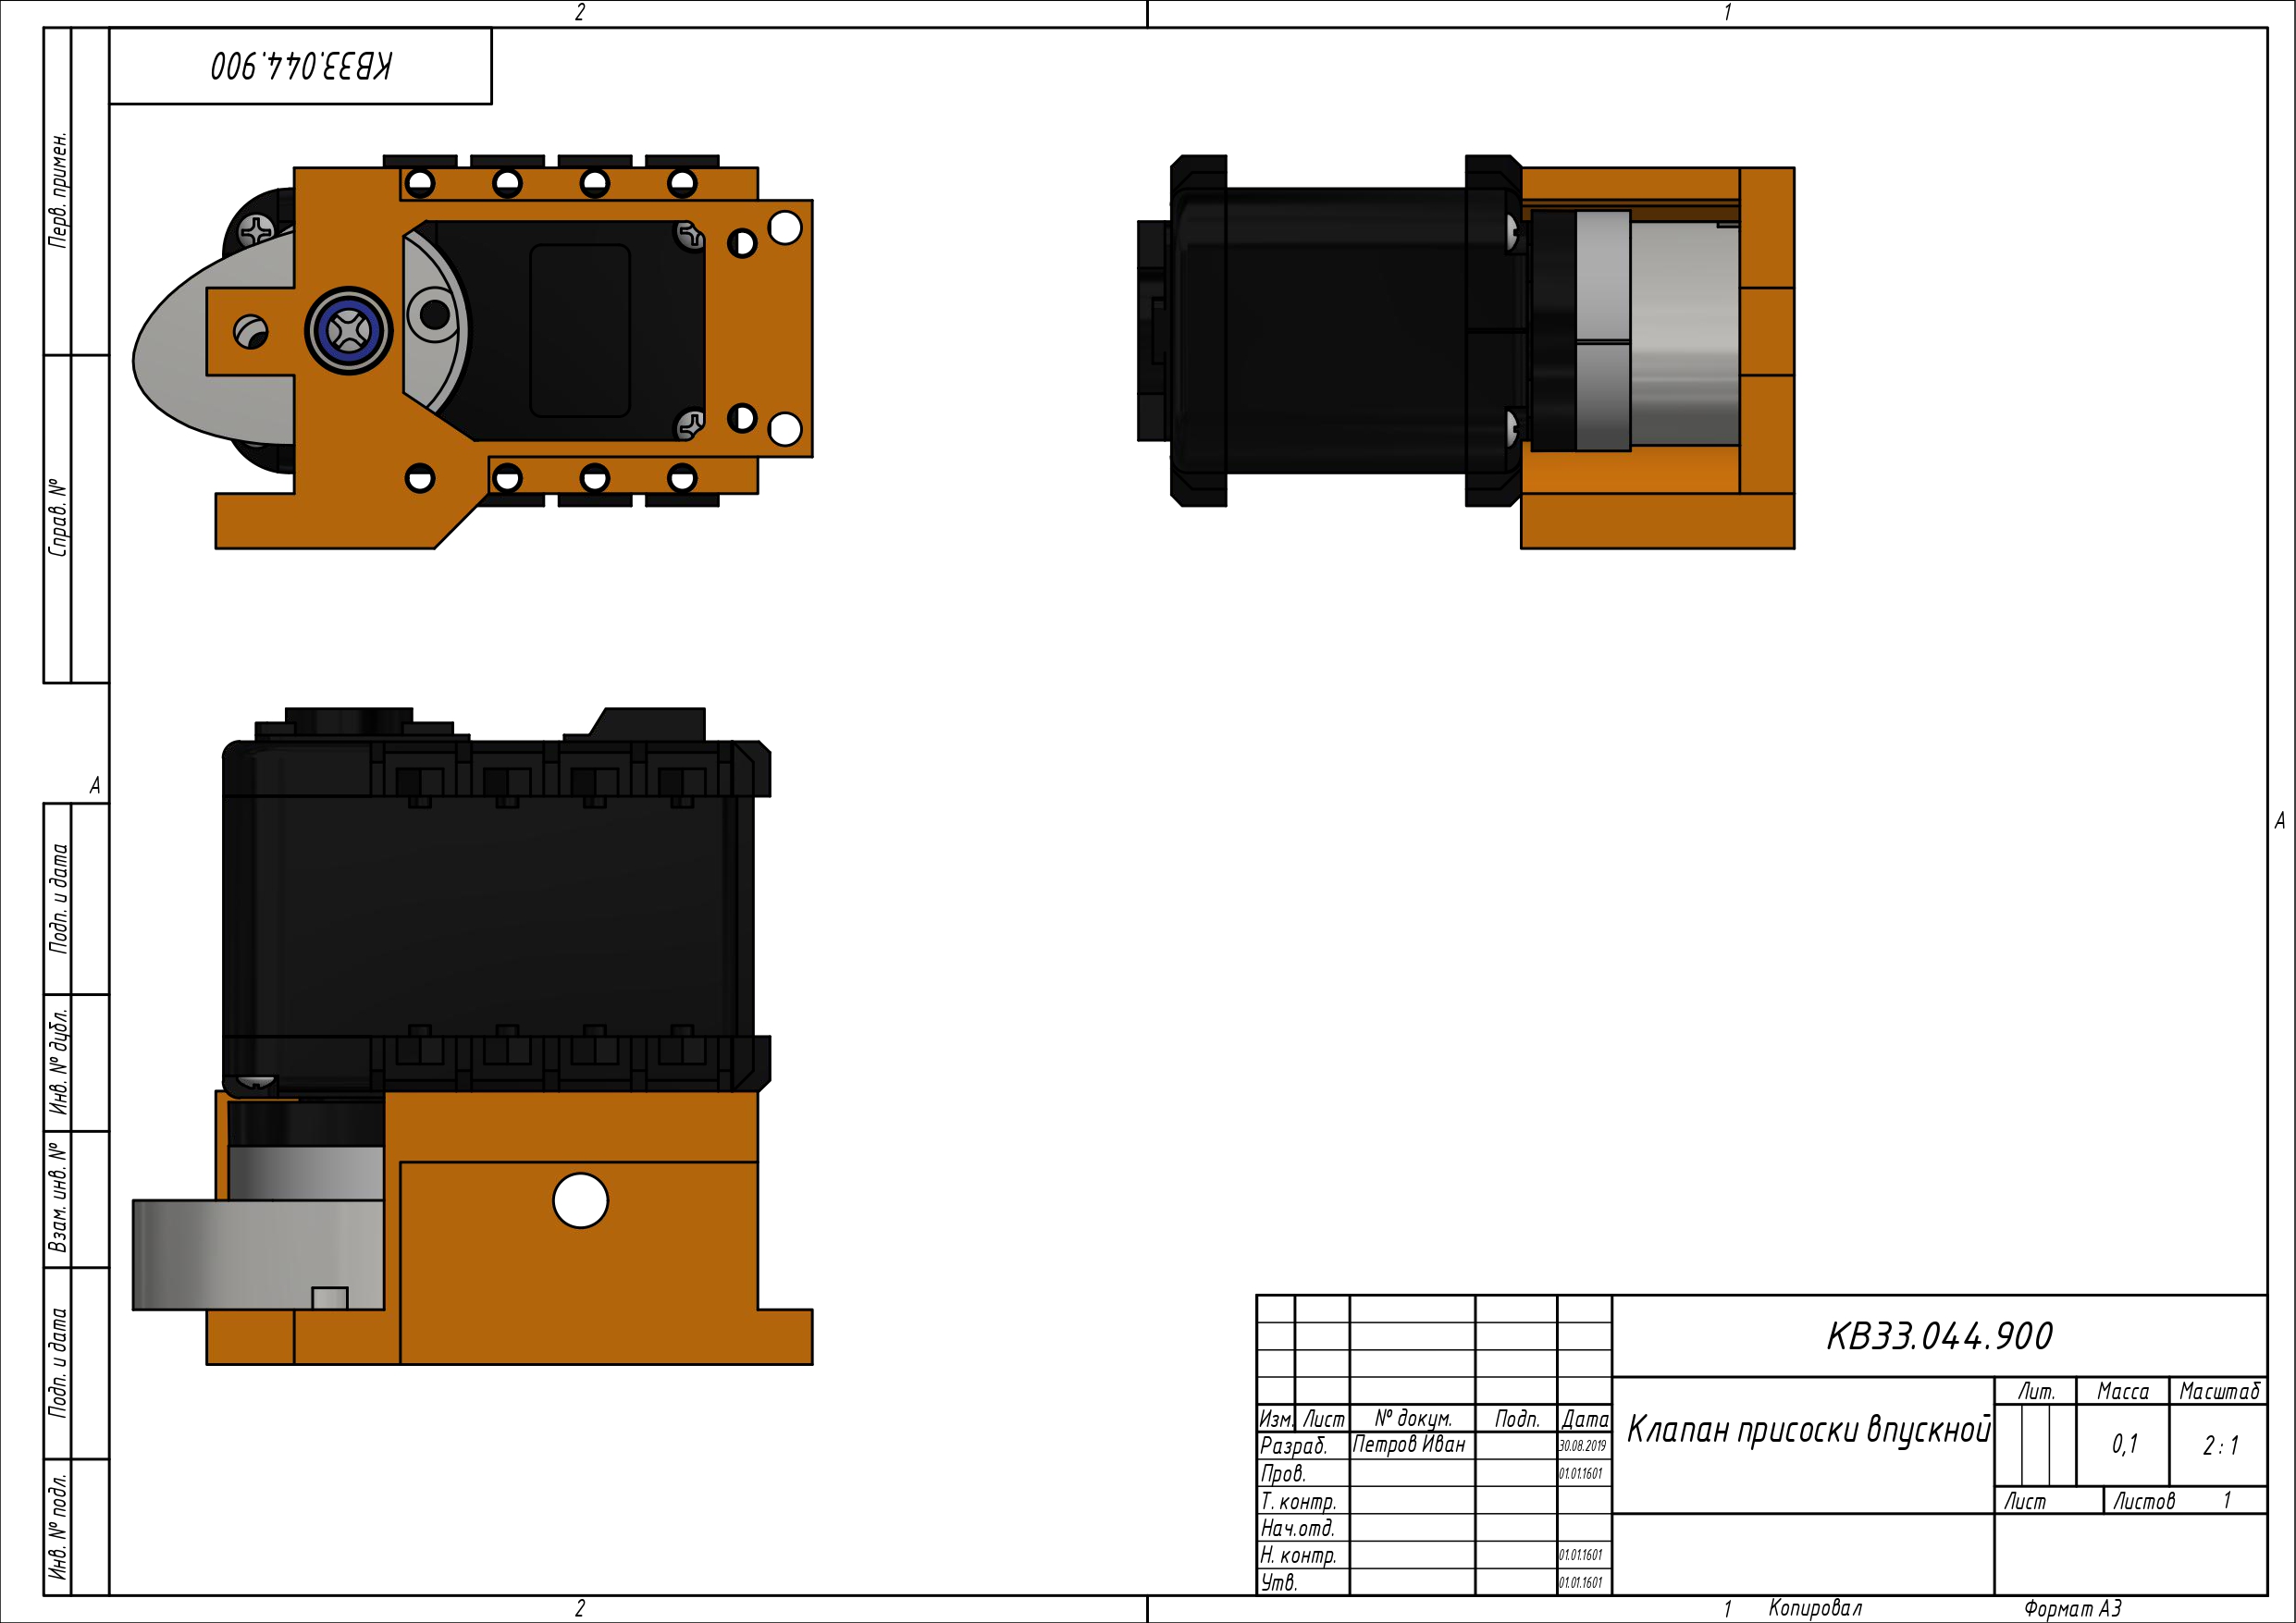 2
1
КВЗЗ.044.900
Перв. примен.
Справ. №
А
А
Подп. и дата
Инв. № дубл.
Взам. инв. №
Подп. и дата
Инв. № подл.
КВЗЗ.044.900
Лит. Масса Масштаб
Изм. Лист № докум. Подп. Дата
Клапан присоски впускной
Разраб. Петров Иван 30.08.2019
0,1 2:1
Пров. 01.01.1601
Т. контр.
Лист Листов 1
Нач.отд.
Н. контр. 01.01.1601
Утв. 01.01.1601
2
1
Копировал Формат А3